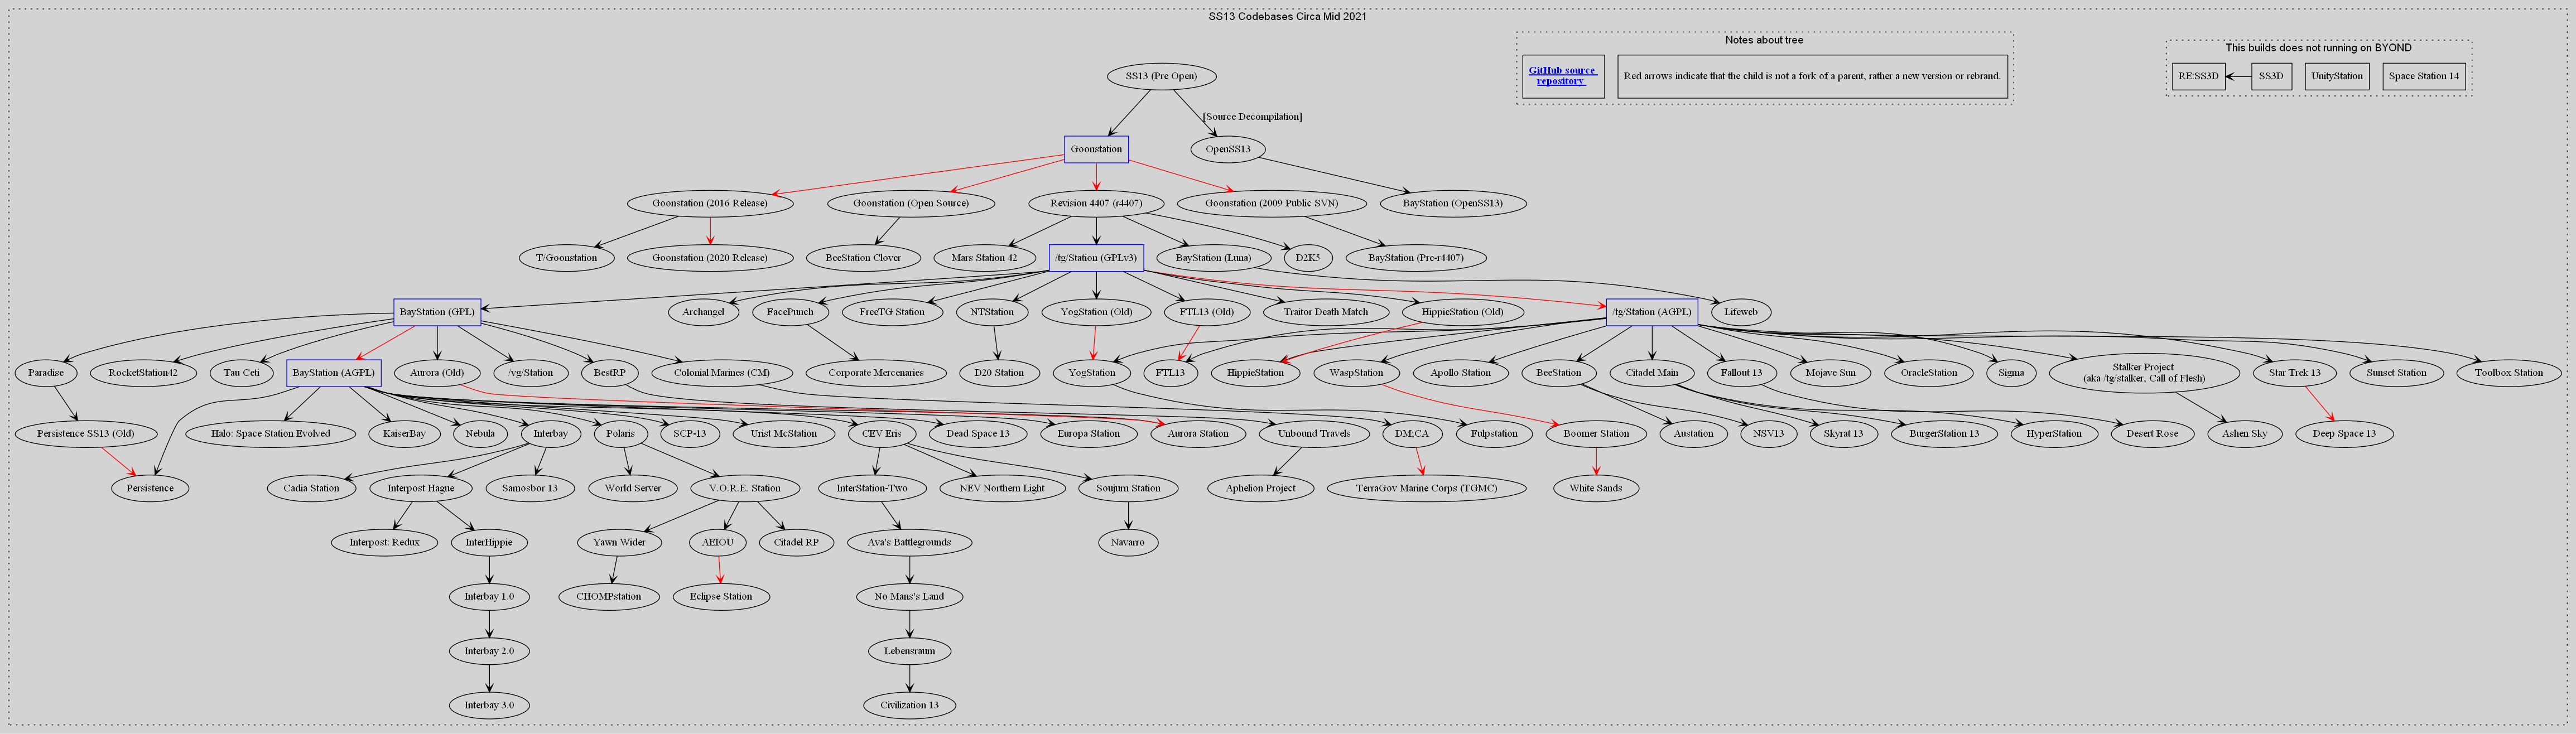 SS13 Codebases Circa Mid 2021
Notes about tree
GitHub source
repository
Red arrows indicate that the child is not a fork of a parent, rather a new version or rebrand.
This builds does not running on BYOND
RE:SS3D
SS3D
UnityStation
Space Station 14
SS13 (Pre Open)
[Source Decompilation]
Goonstation
OpenSS13
Goonstation (2016 Release)
Goonstation (Open Source)
Revision 4407 (r4407)
Goonstation (2009 Public SVN)
BayStation (OpenSS13)
T/Goonstation
Goonstation (2020 Release)
BeeStation Clover
Mars Station 42
/tg/Station (GPLv3)
BayStation (Luna)
D2K5
BayStation (Pre-r4407)
BayStation (GPL)
Archangel
FacePunch
FreeTG Station
NTStation
YogStation (Old)
FTL13 (Old)
Traitor Death Match
HippieStation (Old)
/tg/Station (AGPL)
Lifeweb
Paradise
RocketStation42
Tau Ceti
BayStation (AGPL)
Aurora (Old)
/vg/Station
BestRP
Colonial Marines (CM)
Corporate Mercenaries
D20 Station
YogStation
FTL13
HippieStation
WaspStation
Apollo Station
BeeStation
Citadel Main
Fallout 13
Mojave Sun
OracleStation
Sigma
Stalker Project
(aka /tg/stalker, Call of Flesh)
Star Trek 13
Sunset Station
Toolbox Station
Persistence SS13 (Old)
Halo: Space Station Evolved
KaiserBay
Nebula
Interbay
Polaris
SCP-13
Urist McStation
CEV Eris
Dead Space 13
Europa Station
Aurora Station
Unbound Travels
DM;CA
Fulpstation
Boomer Station
Austation
NSV13
Skyrat 13
BurgerStation 13
HyperStation
Desert Rose
Ashen Sky
Deep Space 13
Persistence
Cadia Station
Interpost Hague
Samosbor 13
World Server
V.O.R.E. Station
InterStation-Two
NEV Northern Light
Soujurn Station
Aphelion Project
TerraGov Marine Corps (TGMC)
White Sands
Interpost: Redux
InterHippie
Yawn Wider
AEIOU
Citadel RP
Ava's Battlegrounds
Navarro
Interbay 1.0
CHOMPstation
Eclipse Station
No Mans's Land
Interbay 2.0
Lebensraum
Interbay 3.0
Civilization 13